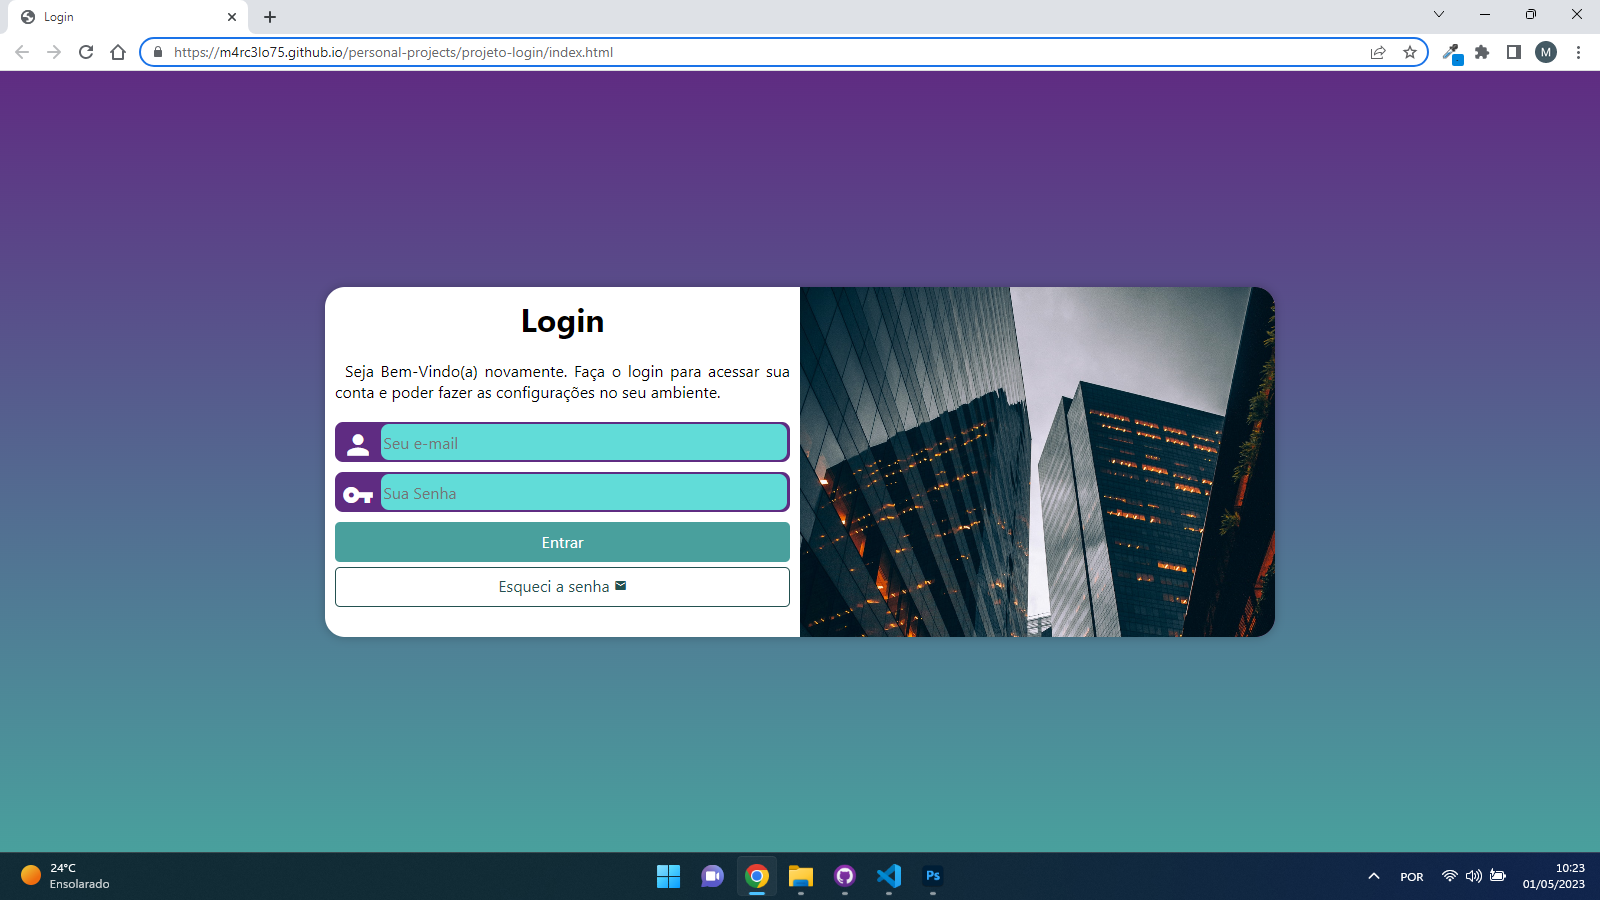 Login
https://m4rc3lo75.github.io/personal-projects/projeto-login/index.html
M
Login
Seja Bem-Vindo(a) novamente. Faça o login para acessar sua
conta e poder fazer as configurações no seu ambiente.
Seu e-mail
Sua Senha
Entrar
Esqueci a senha
24°C
Ensolarado
Ps
POR
10:23
01/05/2023